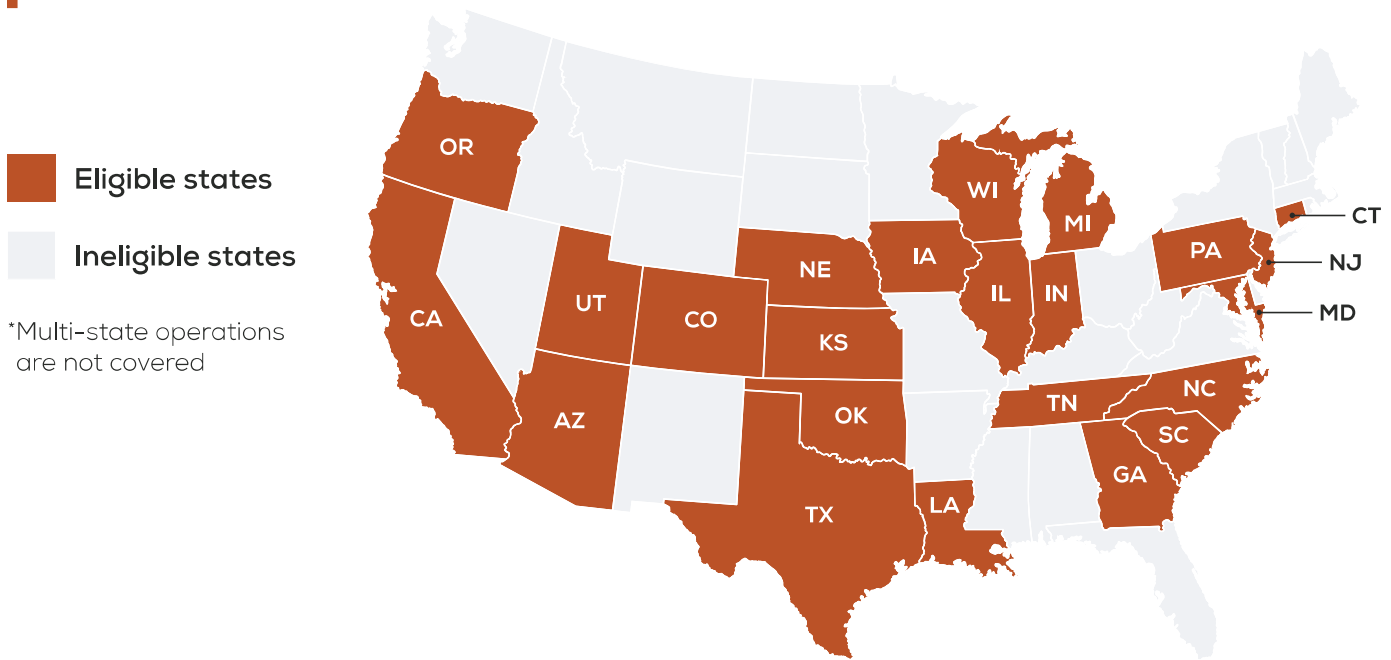 Eligible states
Ineligible states
*Multi-state operations
are not covered
OR
WI
MI
CT
PA
NJ
IA
NE
IL
IN
UT
CO
MD
CA
KS
NC
TN
AZ
OK
SC
GA
LA
TX